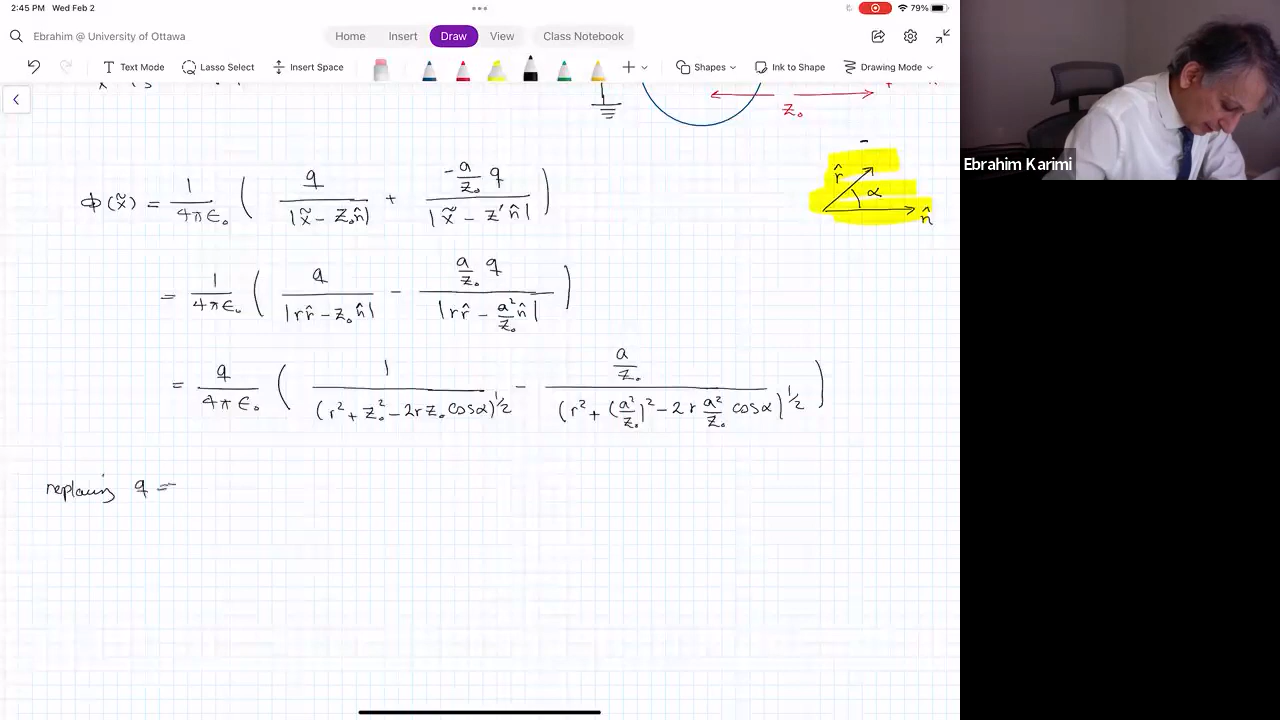 2:45 PM Wed Feb 2
79%
Ebrahim @ University of Ottawa
Home Insert Draw View Class Notebook
Text Mode Lasso Select Insert Space Shapes Ink to Shape Drawing Mode
z₀
r̂
α
n̂
Ebrahim Karimi
Φ(x̃) = 1/4πϵ₀ ( q / |x̃ - z₀n̂| + -a/z₀ q / |x̃ - z'n̂| )
= 1/4πϵ₀ ( q / |rr̂ - z₀n̂| - a/z₀ q / |rr̂ - a²/z₀ n̂| )
= q/4πϵ₀ ( 1 / (r² + z₀² - 2rz₀ cosα)^1/2 - a/z₀ / (r² + (a²/z₀)² - 2r a²/z₀ cosα)^1/2 )
replacing q =